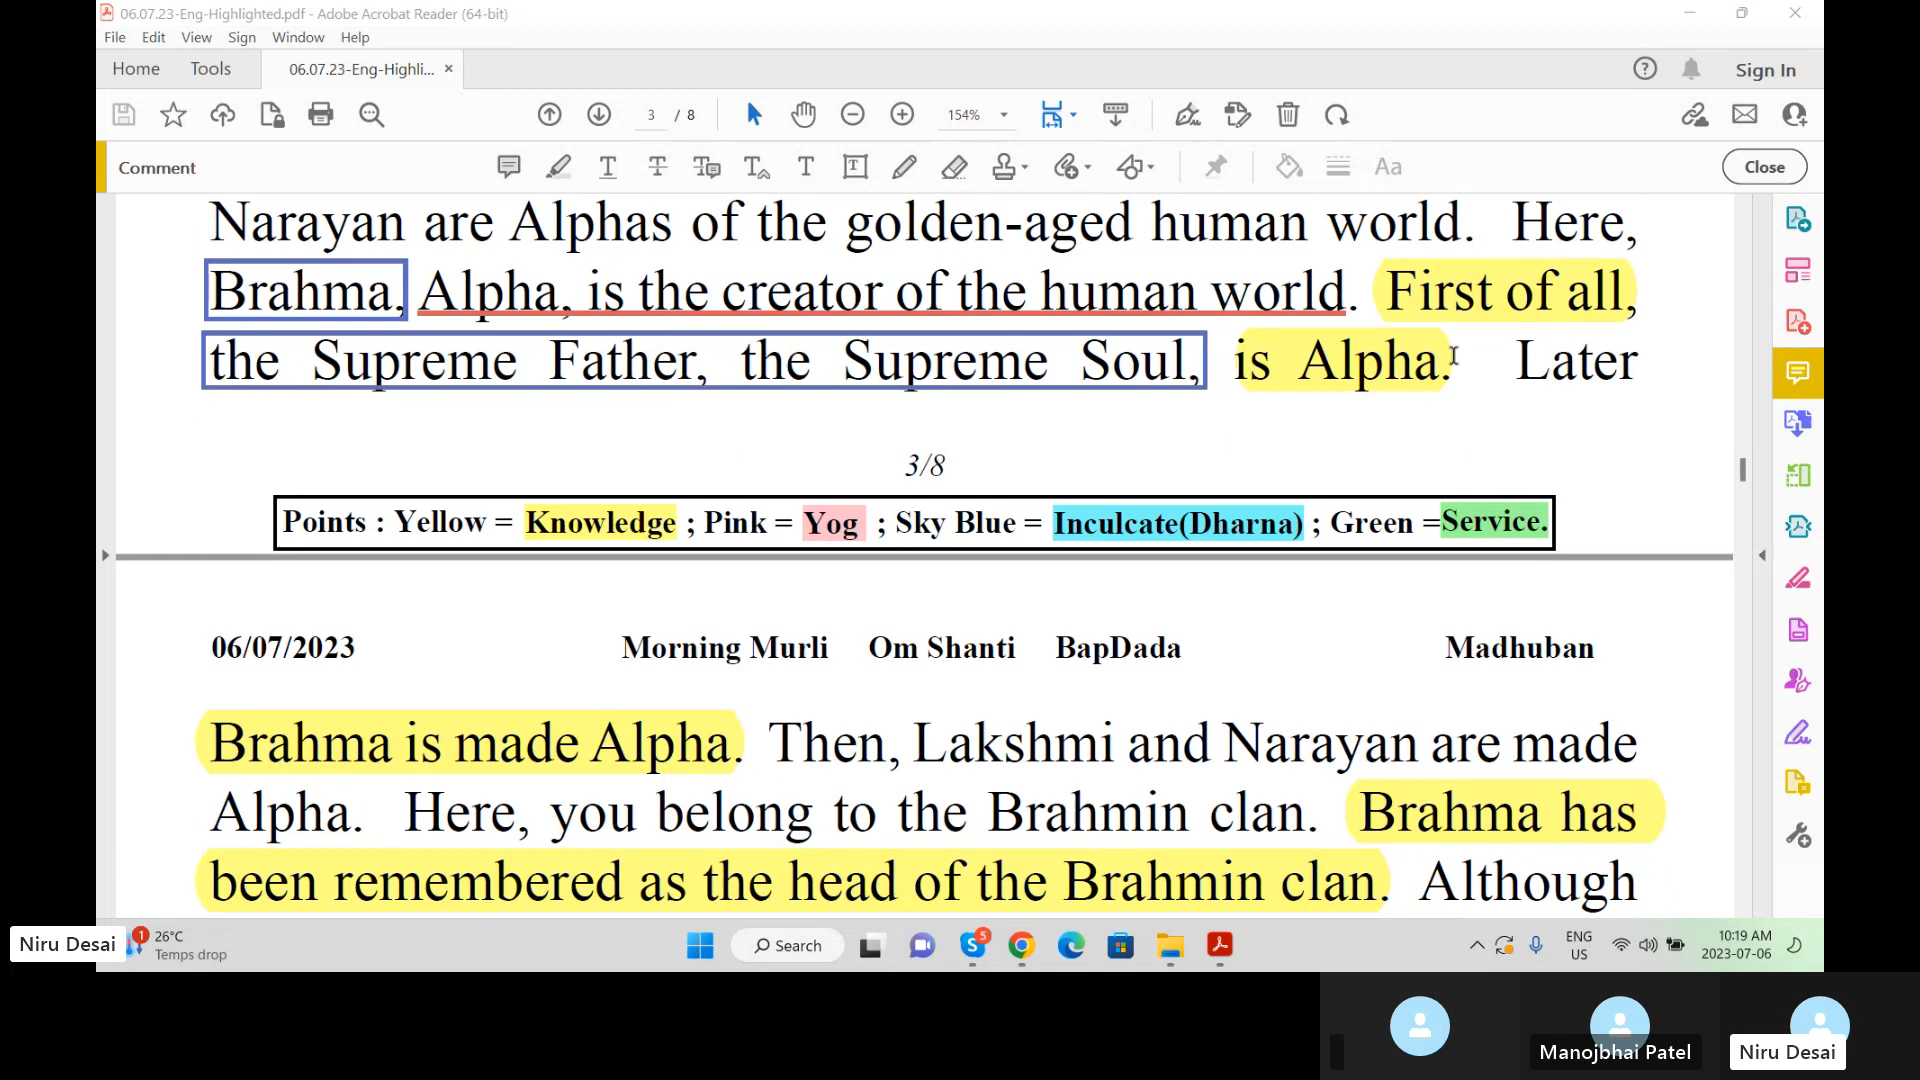 06.07.23-Eng-Highlighted.pdf - Adobe Acrobat Reader (64-bit)
File Edit View Sign Window Help
Home Tools 06.07.23-Eng-Highli... × Sign In
3 / 8 154%
Comment Aa Close
Narayan are Alphas of the golden-aged human world. Here,
Brahma, Alpha, is the creator of the human world. First of all,
the Supreme Father, the Supreme Soul, is Alpha. Later
3/8
Points : Yellow = Knowledge ; Pink = Yog ; Sky Blue = Inculcate(Dharna) ; Green =Service.
06/07/2023 Morning Murli Om Shanti BapDada Madhuban
Brahma is made Alpha. Then, Lakshmi and Narayan are made
Alpha. Here, you belong to the Brahmin clan. Brahma has
been remembered as the head of the Brahmin clan. Although
Niru Desai
1
26°C
Temps drop
Search
5
ENG
US
10:19 AM
2023-07-06
Manojbhai Patel
Niru Desai